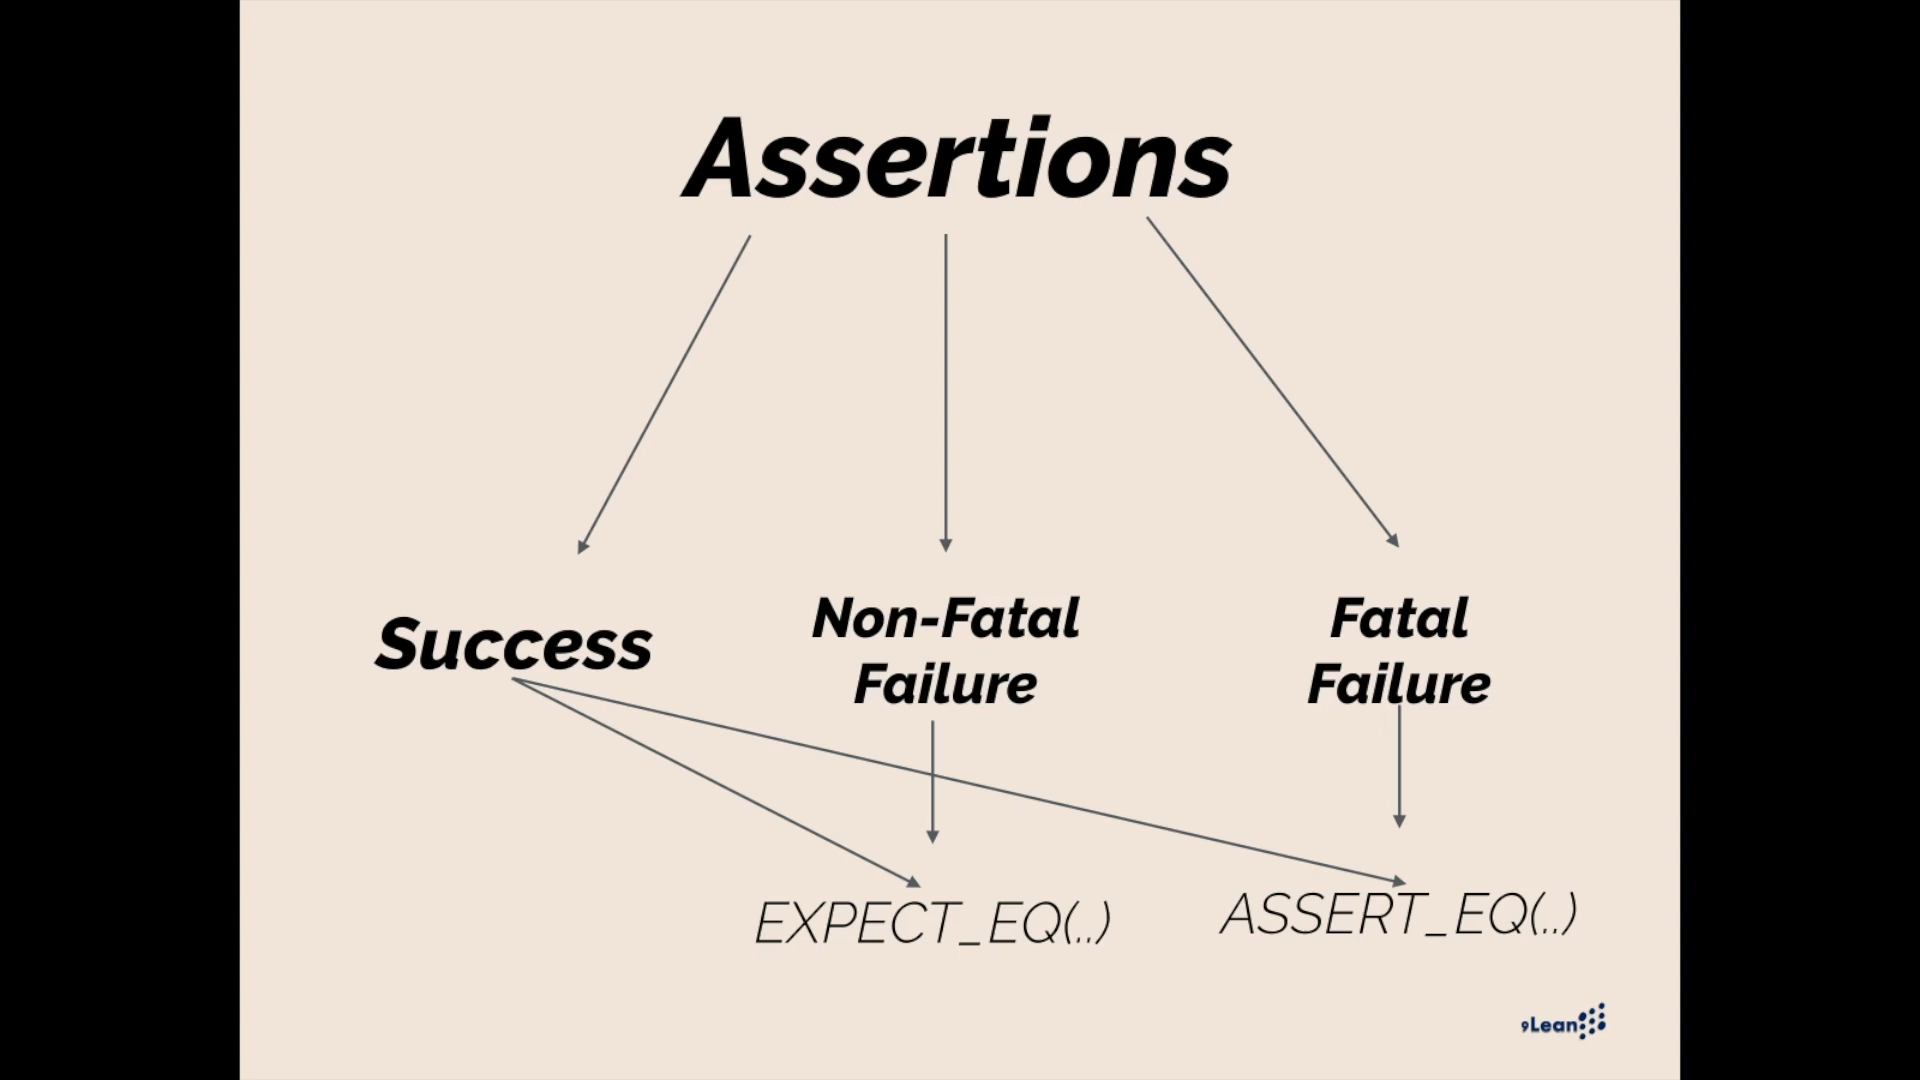 Assertions
Success
Non-Fatal
Failure
Fatal
Failure
EXPECT_EQ(..)
ASSERT_EQ(..)
9Lean